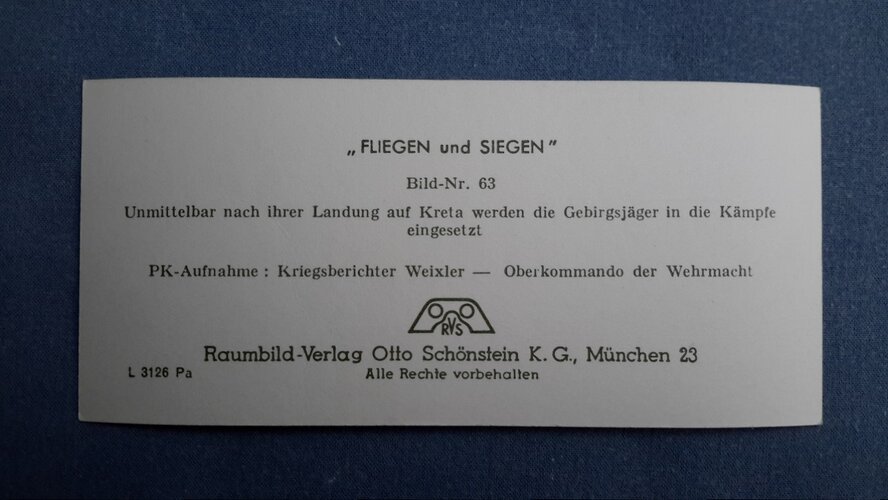 „FLIEGEN und SIEGEN”
Bild-Nr. 63
Unmittelbar nach ihrer Landung auf Kreta werden die Gebirgsjäger in die Kämpfe
eingesetzt
PK-Aufnahme : Kriegsberichter Weixler — Oberkommando der Wehrmacht
RVS
Raumbild-Verlag Otto Schönstein K. G., München 23
L 3126 Pa
Alle Rechte vorbehalten